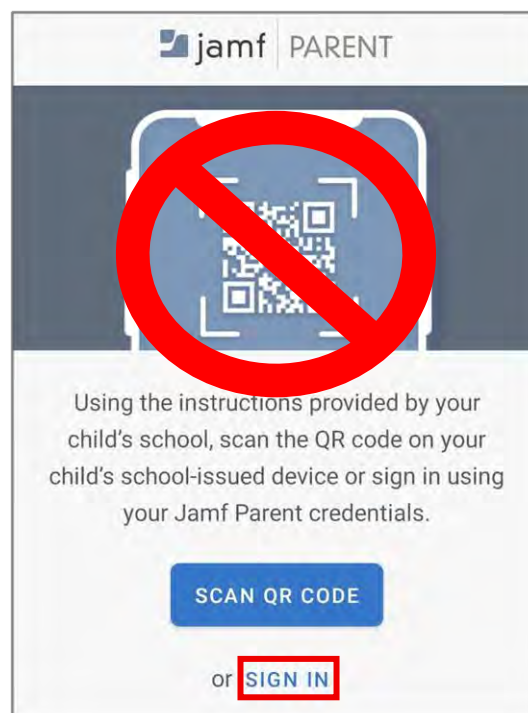 jamf PARENT
Using the instructions provided by your
child's school, scan the QR code on your
child's school-issued device or sign in using
your Jamf Parent credentials.
SCAN QR CODE
or SIGN IN